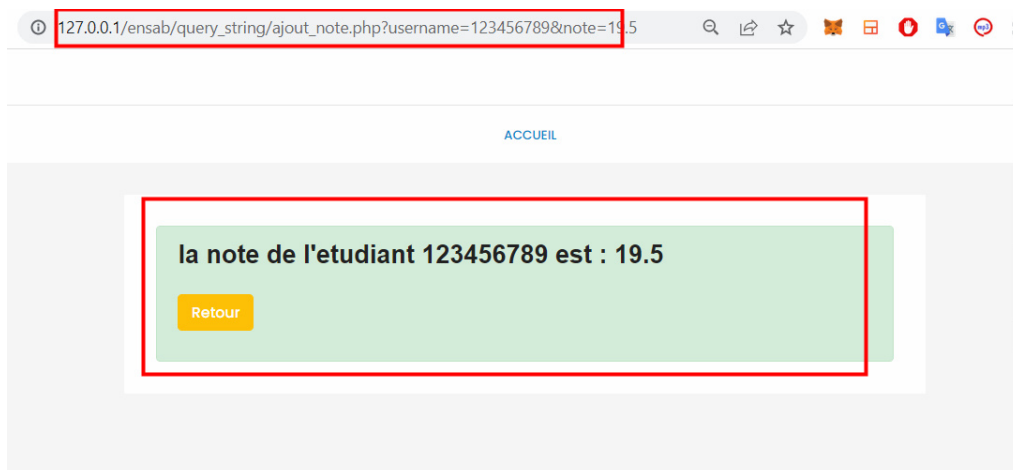 127.0.0.1/ensab/query_string/ajout_note.php?username=123456789&note=19.5
ACCUEIL
la note de l'etudiant 123456789 est : 19.5
Retour